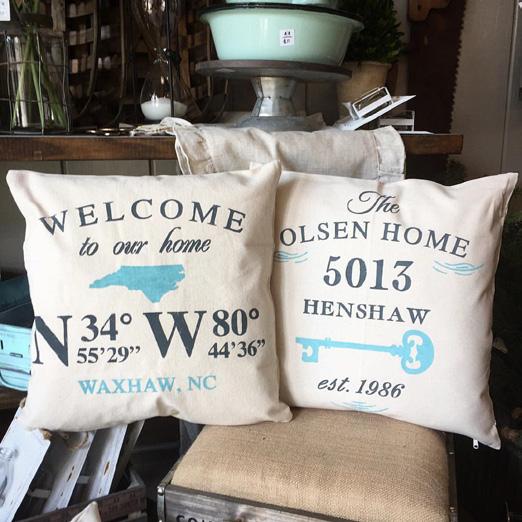 WELCOME
to our home
N 34° W 80°
55'29" 44'36"
WAXHAW, NC
The
OLSEN HOME
5013
HENSHAW
est. 1986